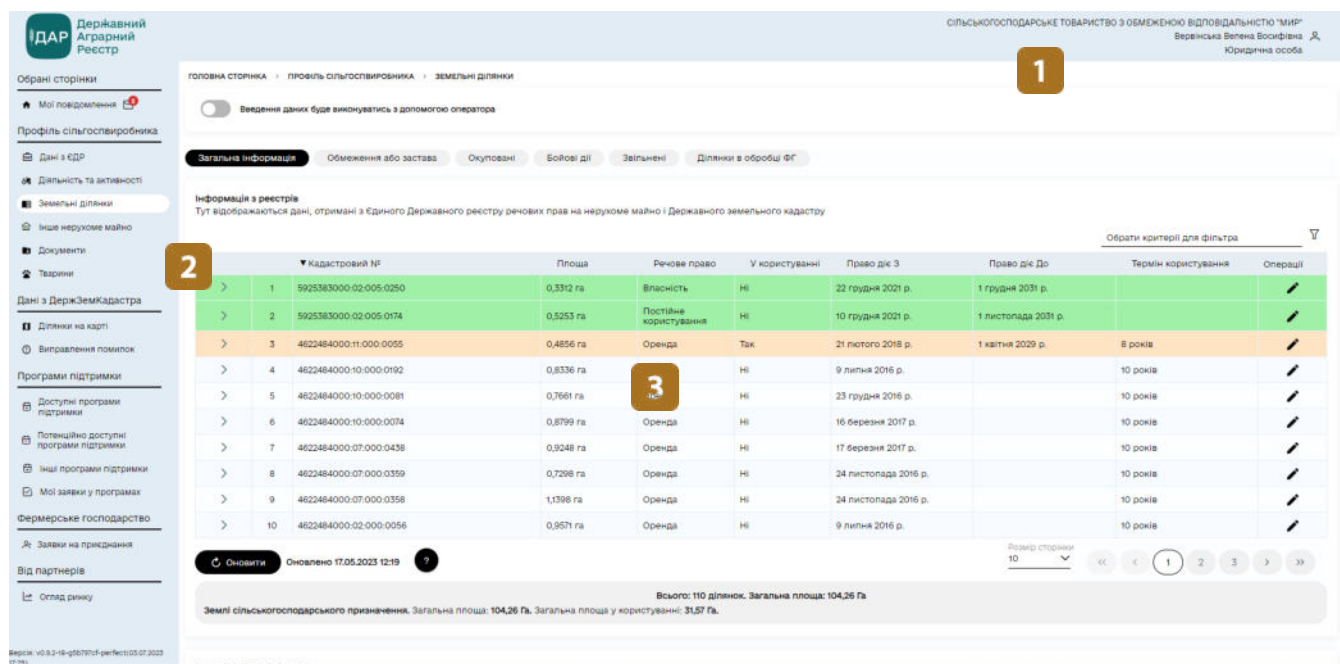 Державний
ДАР Аграрний
Реєстр
СІЛЬСЬКОГОСПОДАРСЬКЕ ТОВАРИСТВО З ОБМЕЖЕНОЮ ВІДПОВІДАЛЬНІСТЮ "МИР"
Вервінська Велена Восифівна
Юридична особа
1
Обрані сторінки
Мої повідомлення
Профіль сільгоспвиробника
Дані з ЄДР
Діяльність та активності
Земельні ділянки
Інше нерухоме майно
Документи
Тварини
Дані з ДержЗемКадастра
Ділянки на карті
Виправлення помилок
Програми підтримки
Доступні програми
підтримки
Потенційно доступні
програми підтримки
Інші програми підтримки
Мої заявки у програмах
Фермерське господарство
Заявки на приєднання
Від партнерів
Огляд ринку
ГОЛОВНА СТОРІНКА › ПРОФІЛЬ СІЛЬГОСПВИРОБНИКА › ЗЕМЕЛЬНІ ДІЛЯНКИ
Введення даних буде виконуватись з допомогою оператора
Загальна інформація Обмеження або застава Окуповані Бойові дії Звільнені Ділянки в обробці ФГ
Інформація з реєстрів
Тут відображаються дані, отримані з Єдиного Державного реєстру речових прав на нерухоме майно і Державного земельного кадастру
Обрати критерії для фільтра
2
▼Кадастровий № Площа Речове право У користуванні Право діє З Право діє До Термін користування Операції
1 5925383000:02:005:0250 0,3312 га Власність Ні 22 грудня 2021 р. 1 грудня 2031 р.
2 5925383000:02:005:0174 0,5253 га Постійне користування Ні 10 грудня 2021 р. 1 листопада 2031 р.
3 4622484000:11:000:0055 0,4856 га Оренда Так 21 лютого 2018 р. 1 квітня 2029 р. 8 років
4 4622484000:10:000:0192 0,8336 га Ні 9 липня 2016 р. 10 років
3
5 4622484000:10:000:0081 0,7661 га Ні 23 грудня 2016 р. 10 років
6 4622484000:10:000:0074 0,8799 га Оренда Ні 16 березня 2017 р. 10 років
7 4622484000:07:000:0438 0,9248 га Оренда Ні 17 березня 2017 р. 10 років
8 4622484000:07:000:0359 0,7298 га Оренда Ні 24 листопада 2016 р. 10 років
9 4622484000:07:000:0358 1,1398 га Оренда Ні 24 листопада 2016 р. 10 років
10 4622484000:02:000:0056 0,9571 га Оренда Ні 9 липня 2016 р. 10 років
Оновити Оновлено 17.05.2023 12:19 ?
Розмір сторінки
10
« ‹ 1 2 3 › »
Всього: 110 ділянок. Загальна площа: 104,26 Га
Землі сільськогосподарського призначення. Загальна площа: 104,26 Га. Загальна площа у користуванні: 31,57 Га.